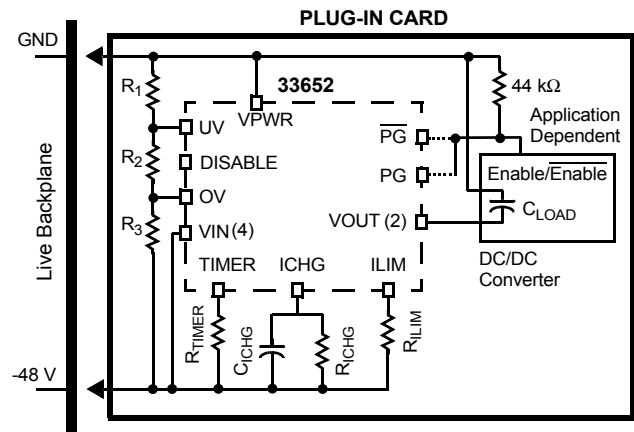 PLUG-IN CARD
GND
Live Backplane
-48 V
R1
R2
R3
33652
VPWR
UV
DISABLE
OV
VIN (4)
TIMER
ICHG
ILIM
PG
PG
VOUT (2)
RTIMER
CICHG
RICHG
RILIM
44 kΩ
Application
Dependent
Enable/Enable
CLOAD
DC/DC
Converter